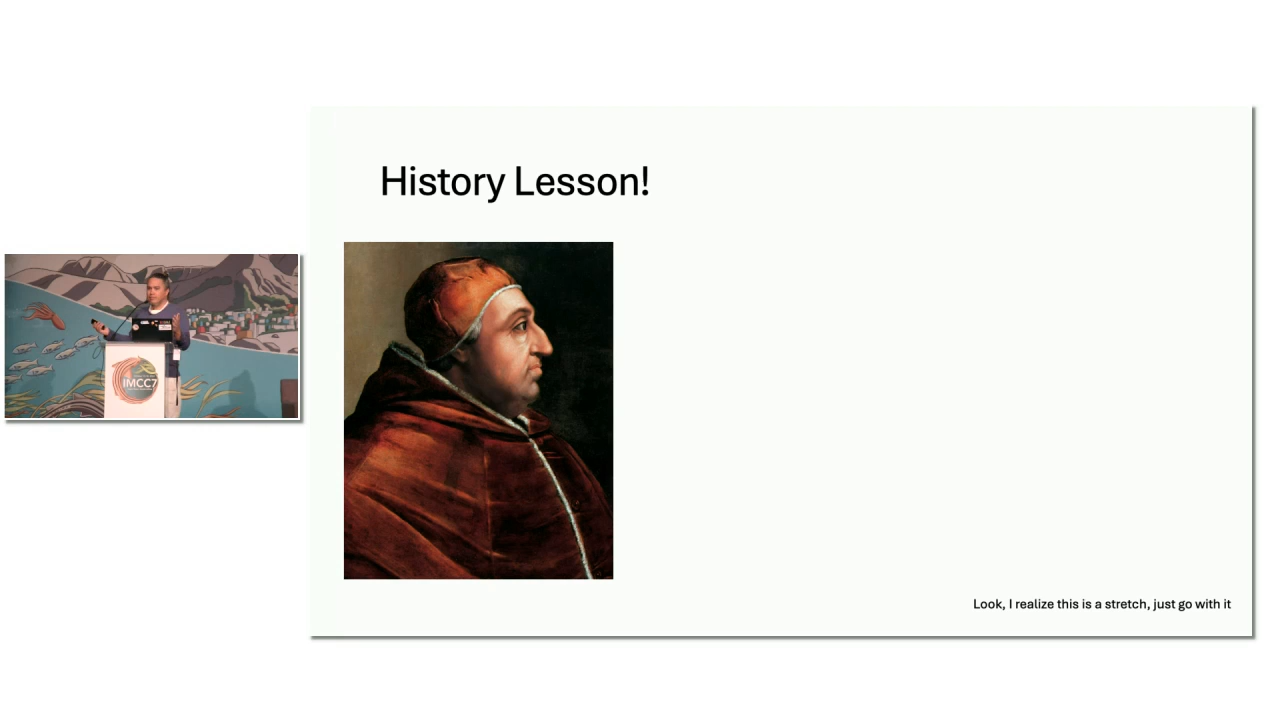 History Lesson!
IMCC7
Look, I realize this is a stretch, just go with it